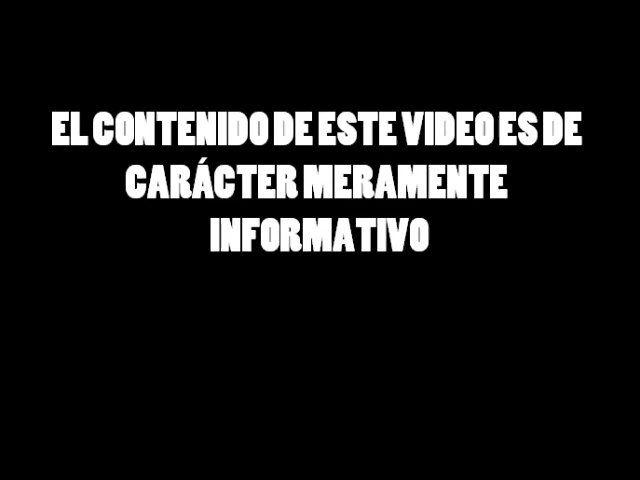 EL CONTENIDO DE ESTE VIDEO ES DE
CARÁCTER MERAMENTE
INFORMATIVO